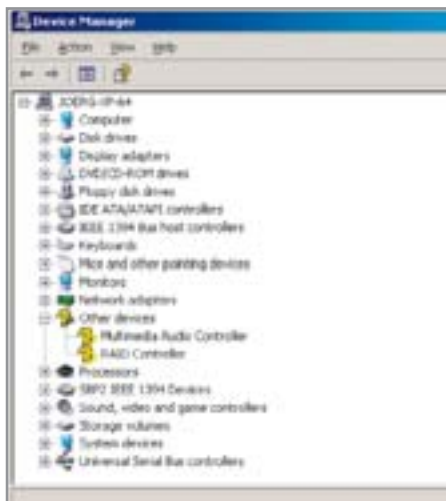 Device Manager
File Action View Help
JOERG-XP-64
Computer
Disk drives
Display adapters
DVD/CD-ROM drives
Floppy disk drives
IDE ATA/ATAPI controllers
IEEE 1394 Bus host controllers
Keyboards
Mice and other pointing devices
Monitors
Network adapters
Other devices
Multimedia Audio Controller
RAID Controller
Processors
SBP2 IEEE 1394 Devices
Sound, video and game controllers
Storage volumes
System devices
Universal Serial Bus controllers